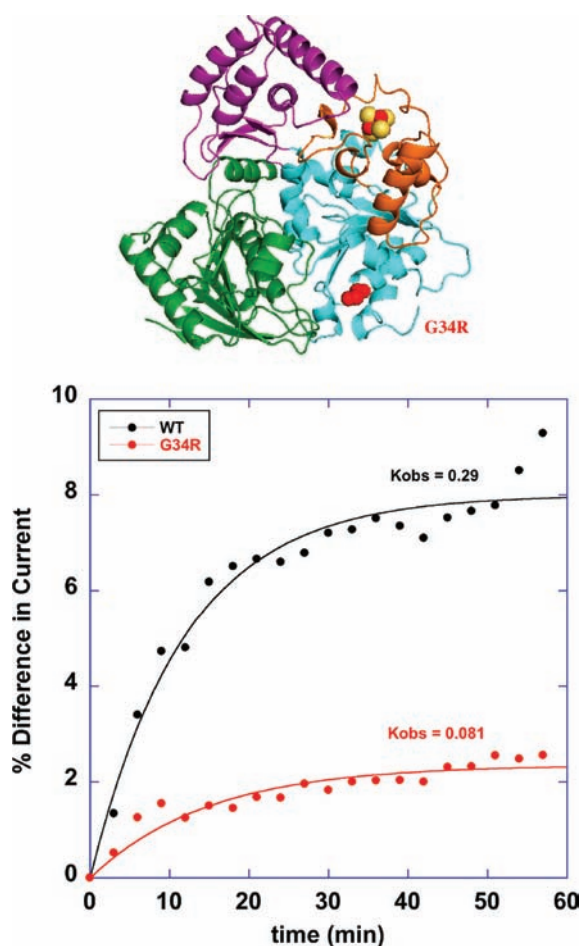 G34R
10
8
6
4
2
0
% Difference in Current
WT
G34R
Kobs = 0.29
Kobs = 0.081
0 10 20 30 40 50 60
time (min)